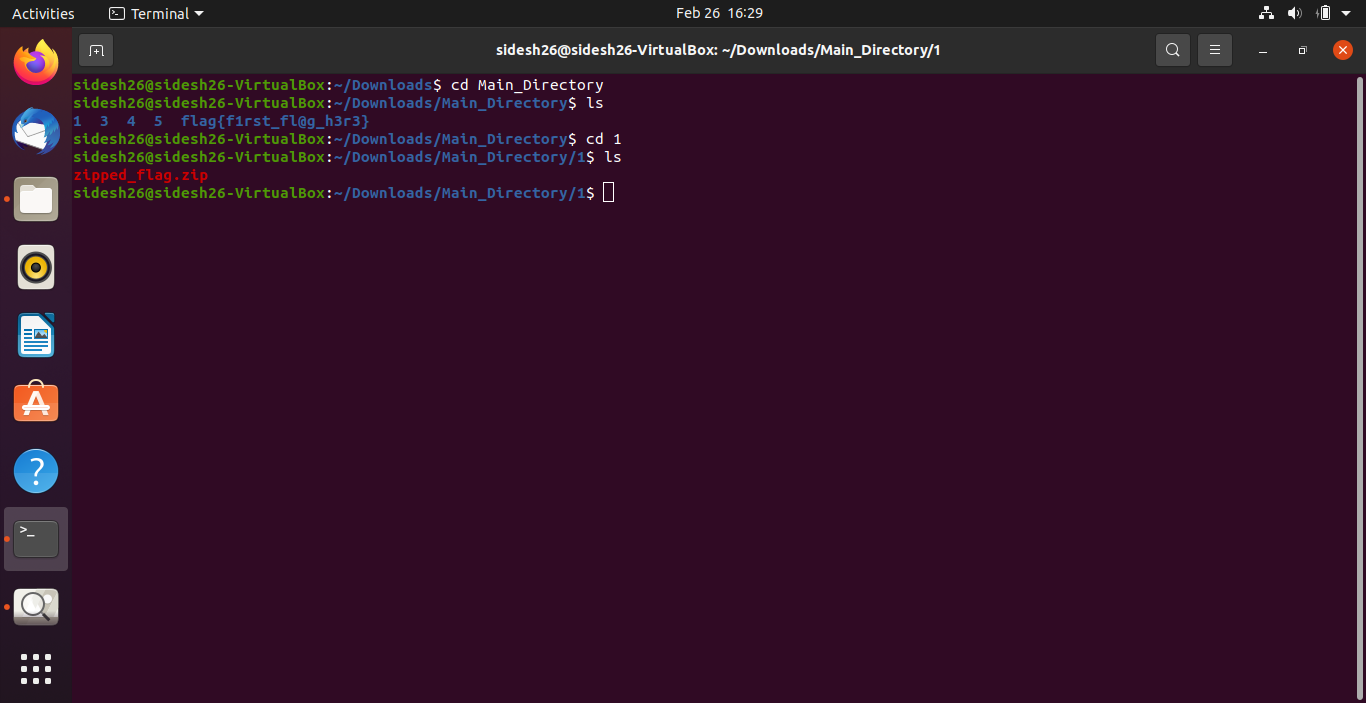 Activities Terminal Feb 26 16:29
sidesh26@sidesh26-VirtualBox: ~/Downloads/Main_Directory/1
sidesh26@sidesh26-VirtualBox:~/Downloads$ cd Main_Directory
sidesh26@sidesh26-VirtualBox:~/Downloads/Main_Directory$ ls
1  3  4  5  flag{f1rst_fl@g_h3r3}
sidesh26@sidesh26-VirtualBox:~/Downloads/Main_Directory$ cd 1
sidesh26@sidesh26-VirtualBox:~/Downloads/Main_Directory/1$ ls
zipped_flag.zip
sidesh26@sidesh26-VirtualBox:~/Downloads/Main_Directory/1$